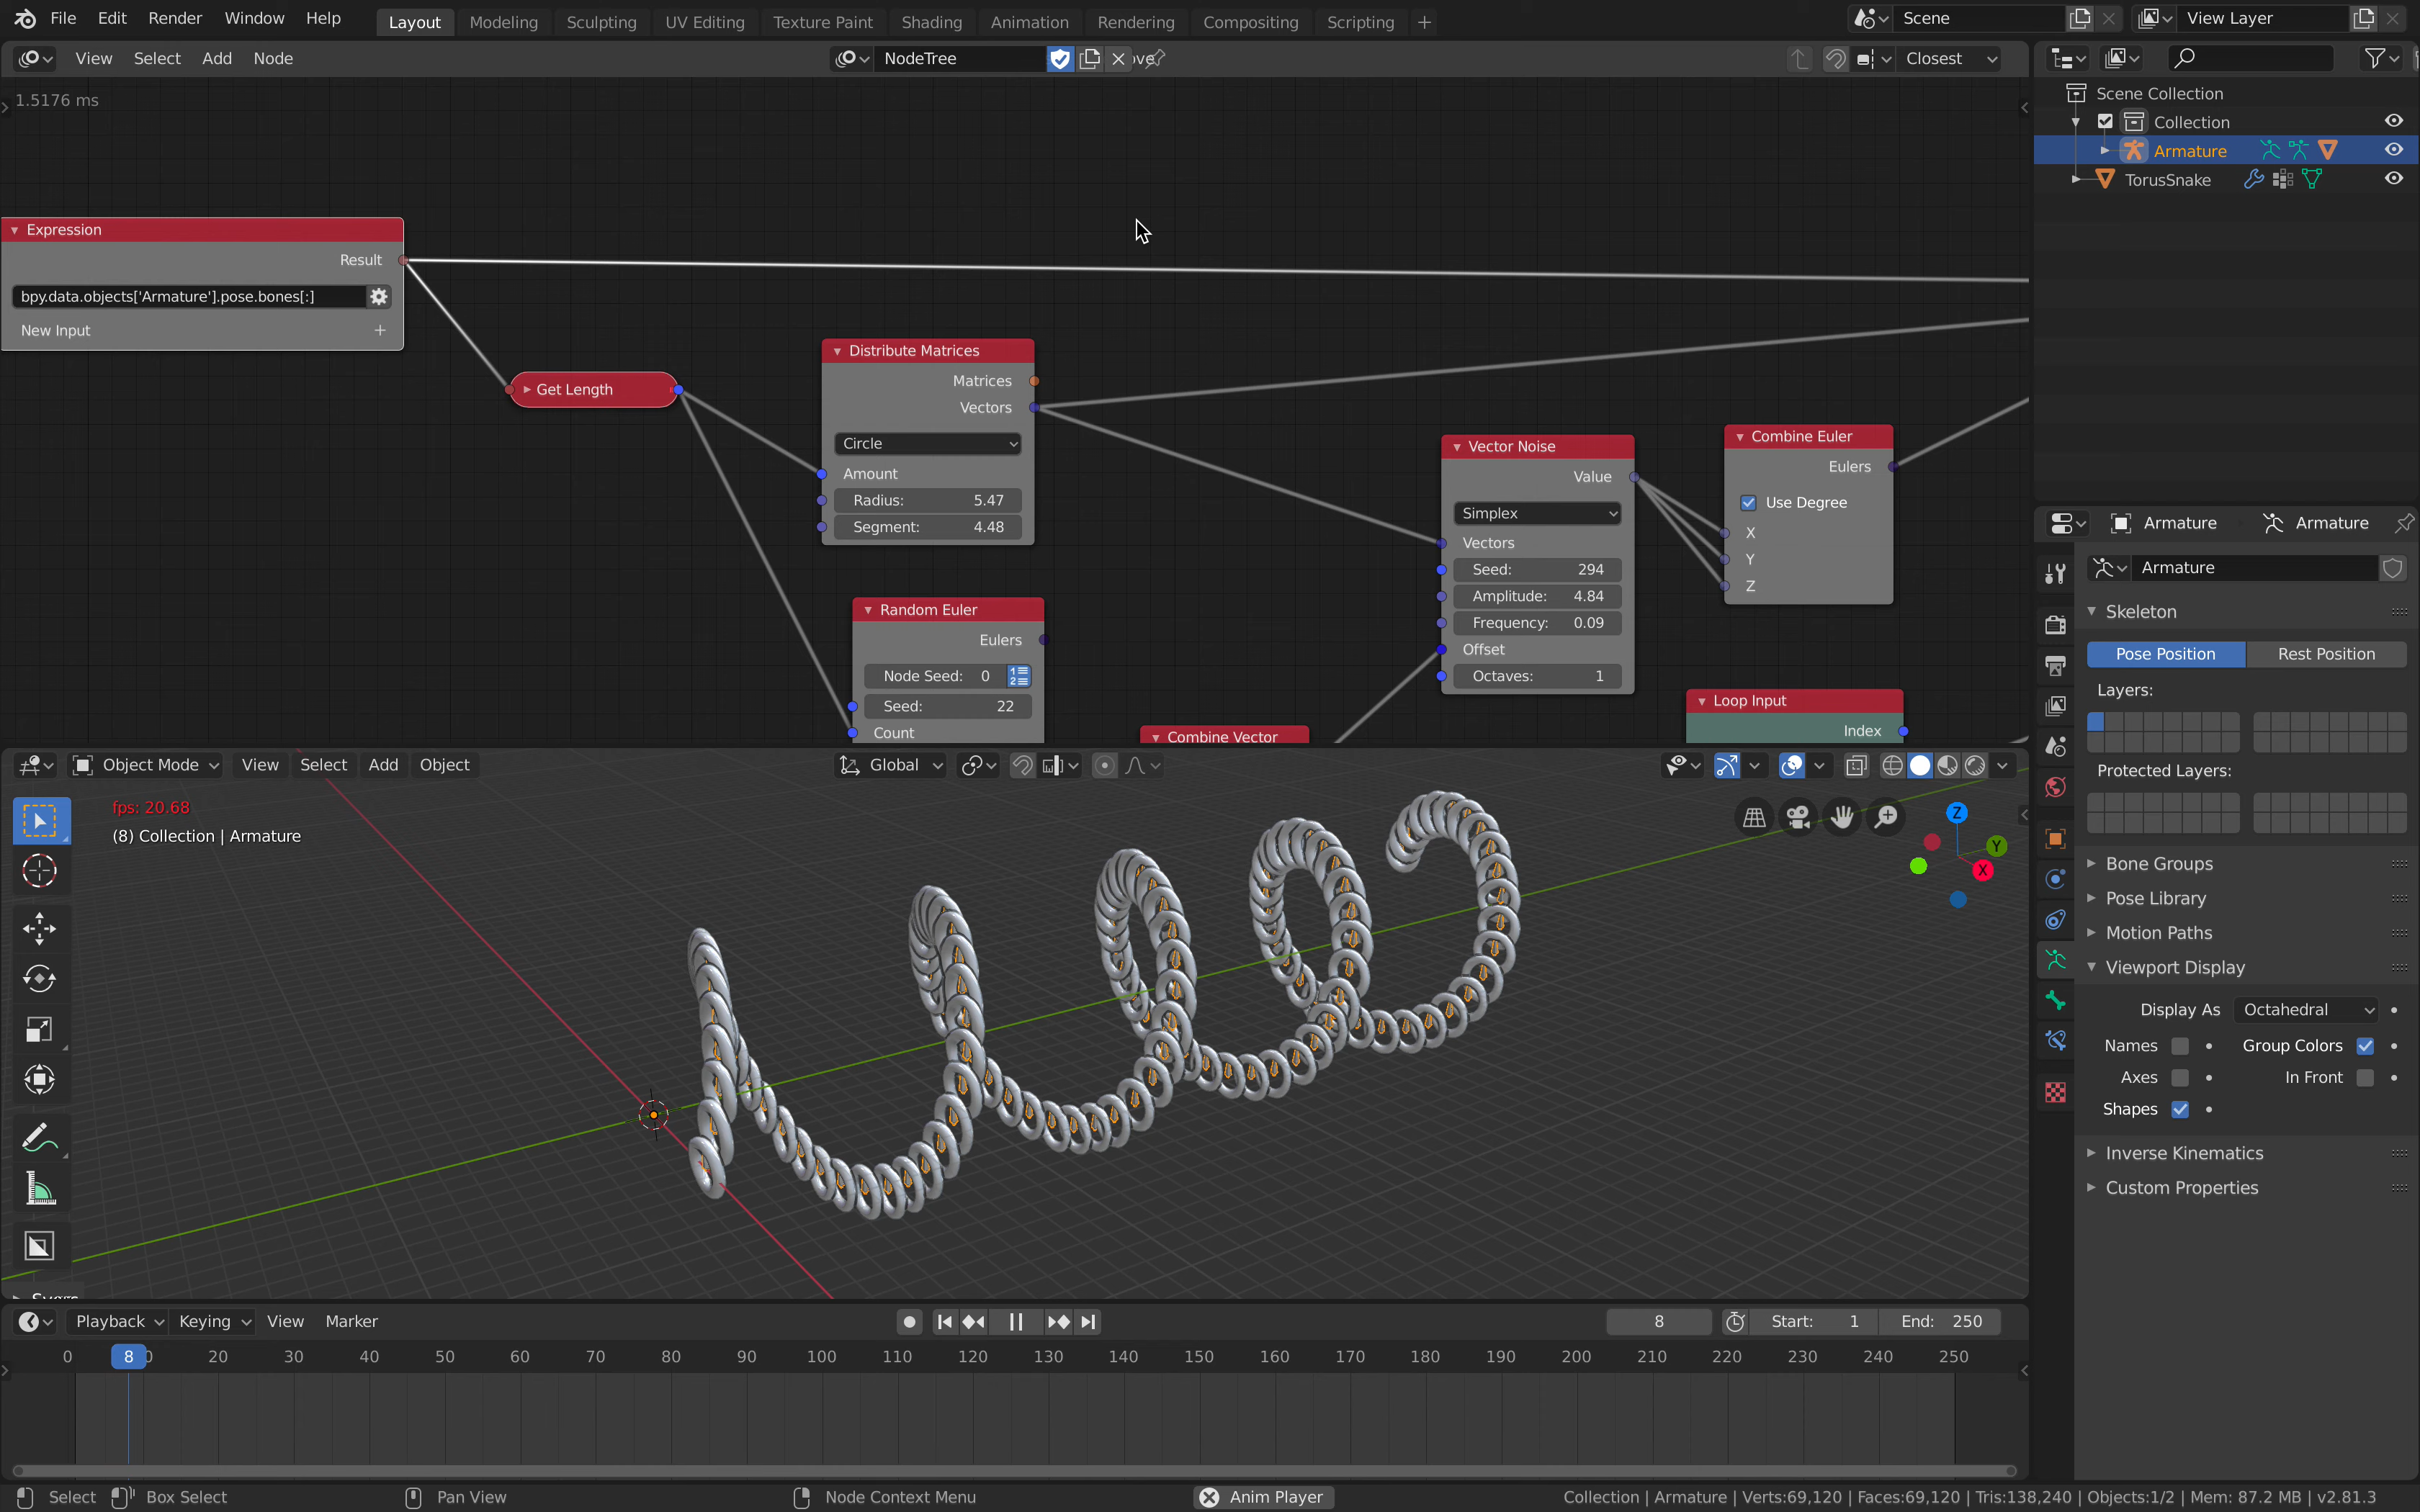 File Edit Render Window Help Layout Modeling Sculpting UV Editing Texture Paint Shading Animation Rendering Compositing Scripting + Scene View Layer
View Select Add Node NodeTree Closest
1.5176 ms
Scene Collection
Collection
Armature
TorusSnake
Expression
Result
bpy.data.objects['Armature'].pose.bones[:]
New Input +
Get Length
Distribute Matrices
Matrices
Vectors
Circle
Amount
Radius: 5.47
Segment: 4.48
Random Euler
Eulers
Node Seed: 0
Seed: 22
Count
Combine Vector
Vector Noise
Value
Simplex
Vectors
Seed: 294
Amplitude: 4.84
Frequency: 0.09
Offset
Octaves: 1
Combine Euler
Eulers
Use Degree
X
Y
Z
Loop Input
Index
Armature Armature
Armature
Skeleton
Pose Position Rest Position
Layers:
Protected Layers:
Bone Groups
Pose Library
Motion Paths
Viewport Display
Display As Octahedral
Names Group Colors
Axes In Front
Shapes
Inverse Kinematics
Custom Properties
Object Mode View Select Add Object Global
fps: 20.68
(8) Collection | Armature
Z
Y
X
Playback Keying View Marker 8 Start: 1 End: 250
0 8 20 30 40 50 60 70 80 90 100 110 120 130 140 150 160 170 180 190 200 210 220 230 240 250
Select Box Select Pan View Node Context Menu Anim Player Collection | Armature | Verts:69,120 | Faces:69,120 | Tris:138,240 | Objects:1/2 | Mem: 87.2 MB | v2.81.3